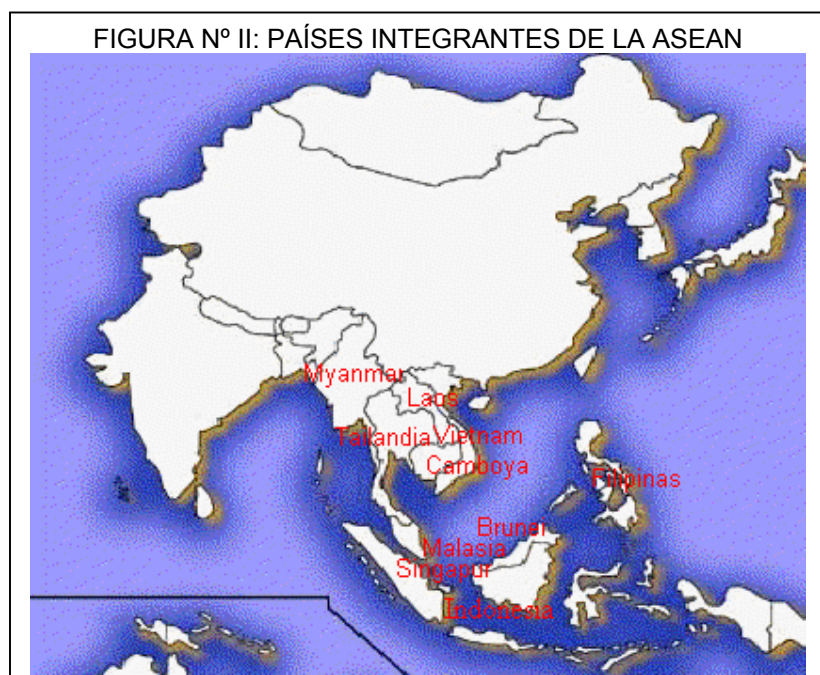 FIGURA Nº II: PAÍSES INTEGRANTES DE LA ASEAN
Myanmar
Laos
Tailandia
Vietnam
Camboya
Filipinas
Brunei
Malasia
Singapur
Indonesia